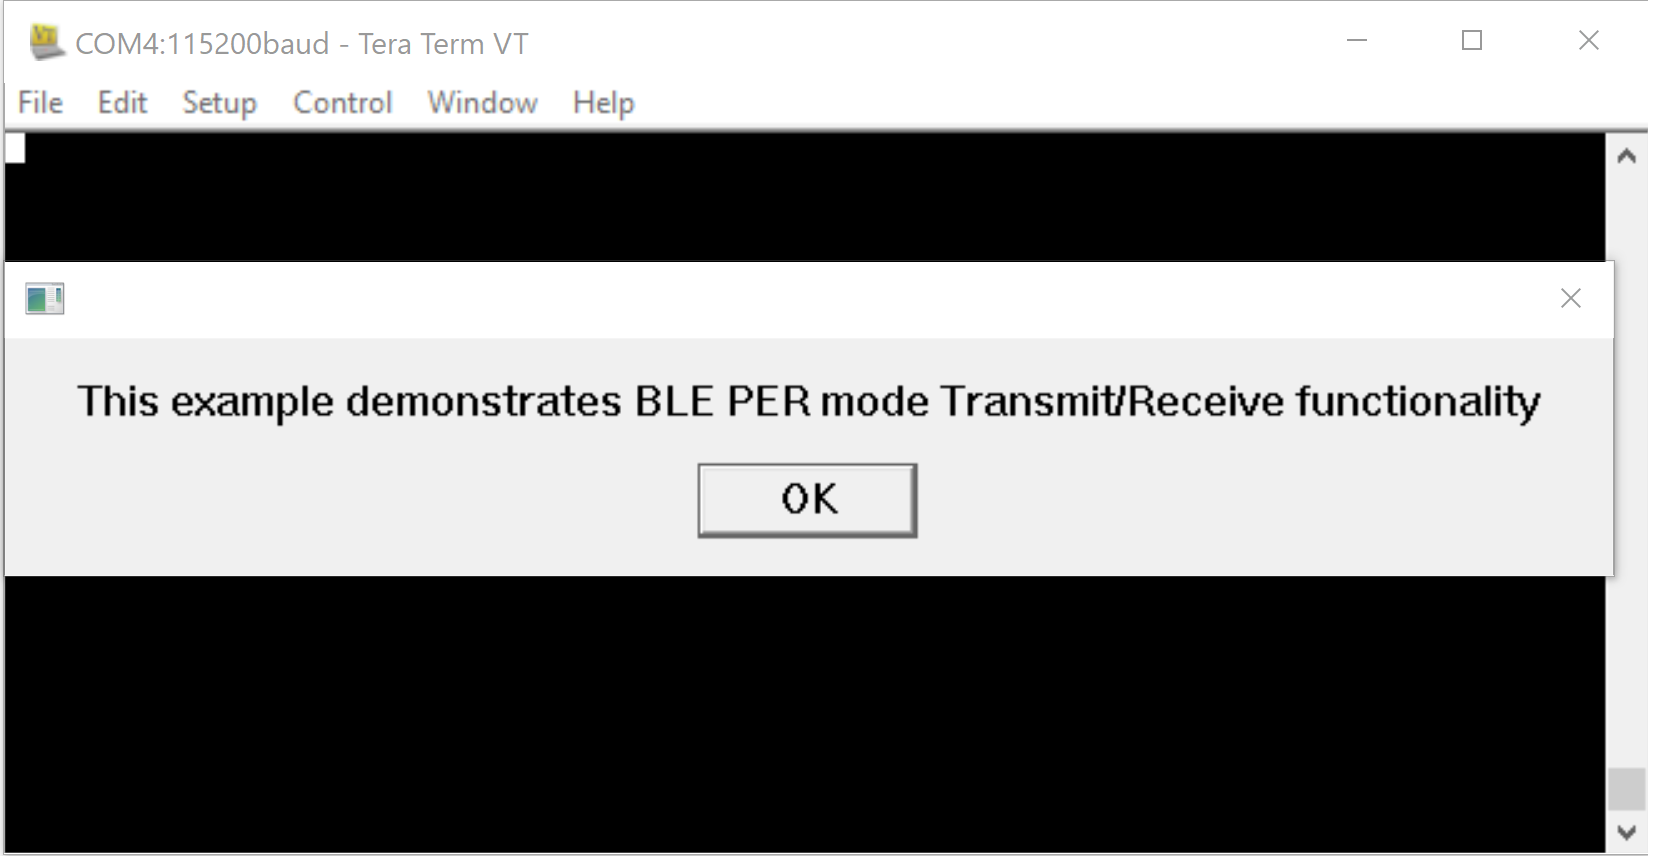 COM4:115200baud - Tera Term VT
File Edit Setup Control Window Help
This example demonstrates BLE PER mode Transmit/Receive functionality
OK